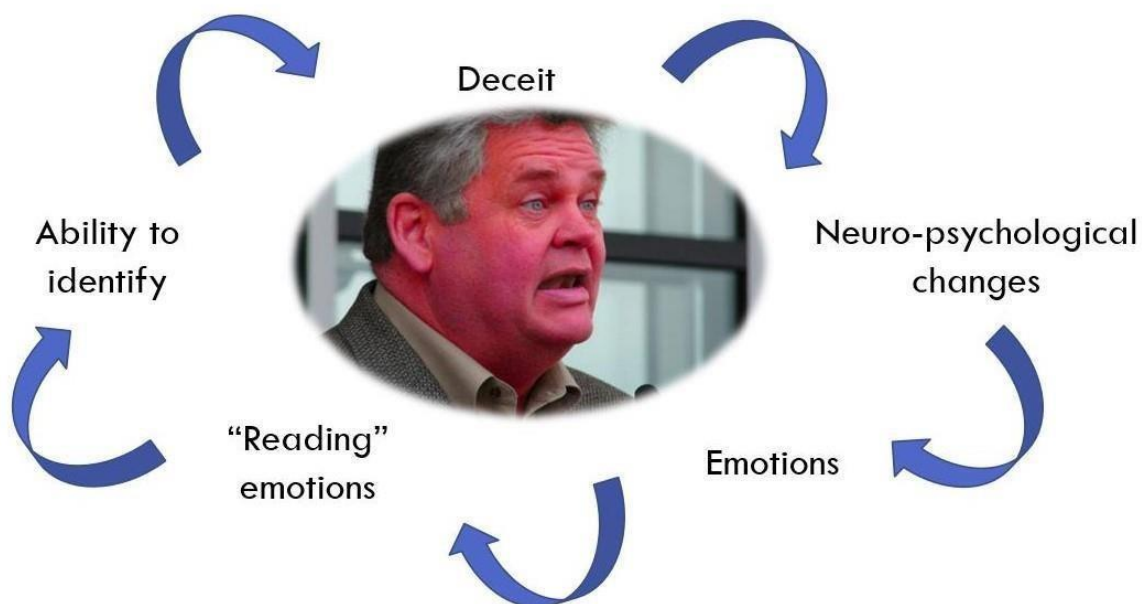 Deceit
Neuro-psychological
changes
Emotions
“Reading”
emotions
Ability to
identify